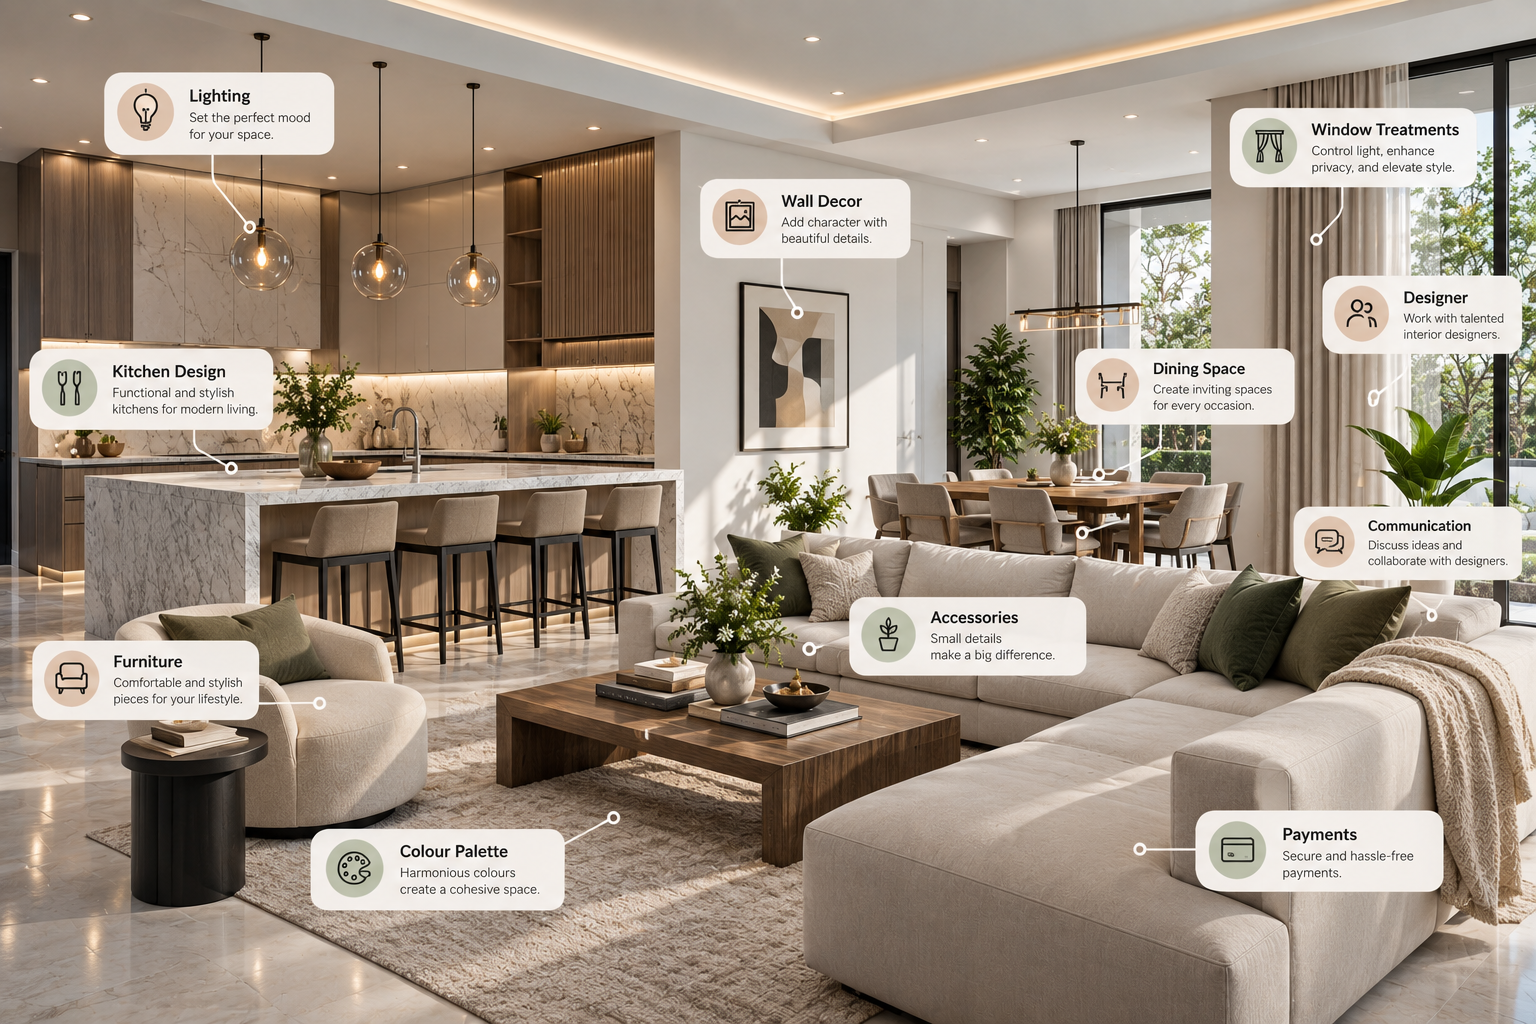 Lighting
Set the perfect mood
for your space.
Window Treatments
Control light, enhance
privacy, and elevate style.
Wall Decor
Add character with
beautiful details.
Designer
Work with talented
interior designers.
Kitchen Design
Functional and stylish
kitchens for modern living.
Dining Space
Create inviting spaces
for every occasion.
Communication
Discuss ideas and
collaborate with designers.
Accessories
Small details
make a big difference.
Furniture
Comfortable and stylish
pieces for your lifestyle.
Colour Palette
Harmonious colours
create a cohesive space.
Payments
Secure and hassle-free
payments.